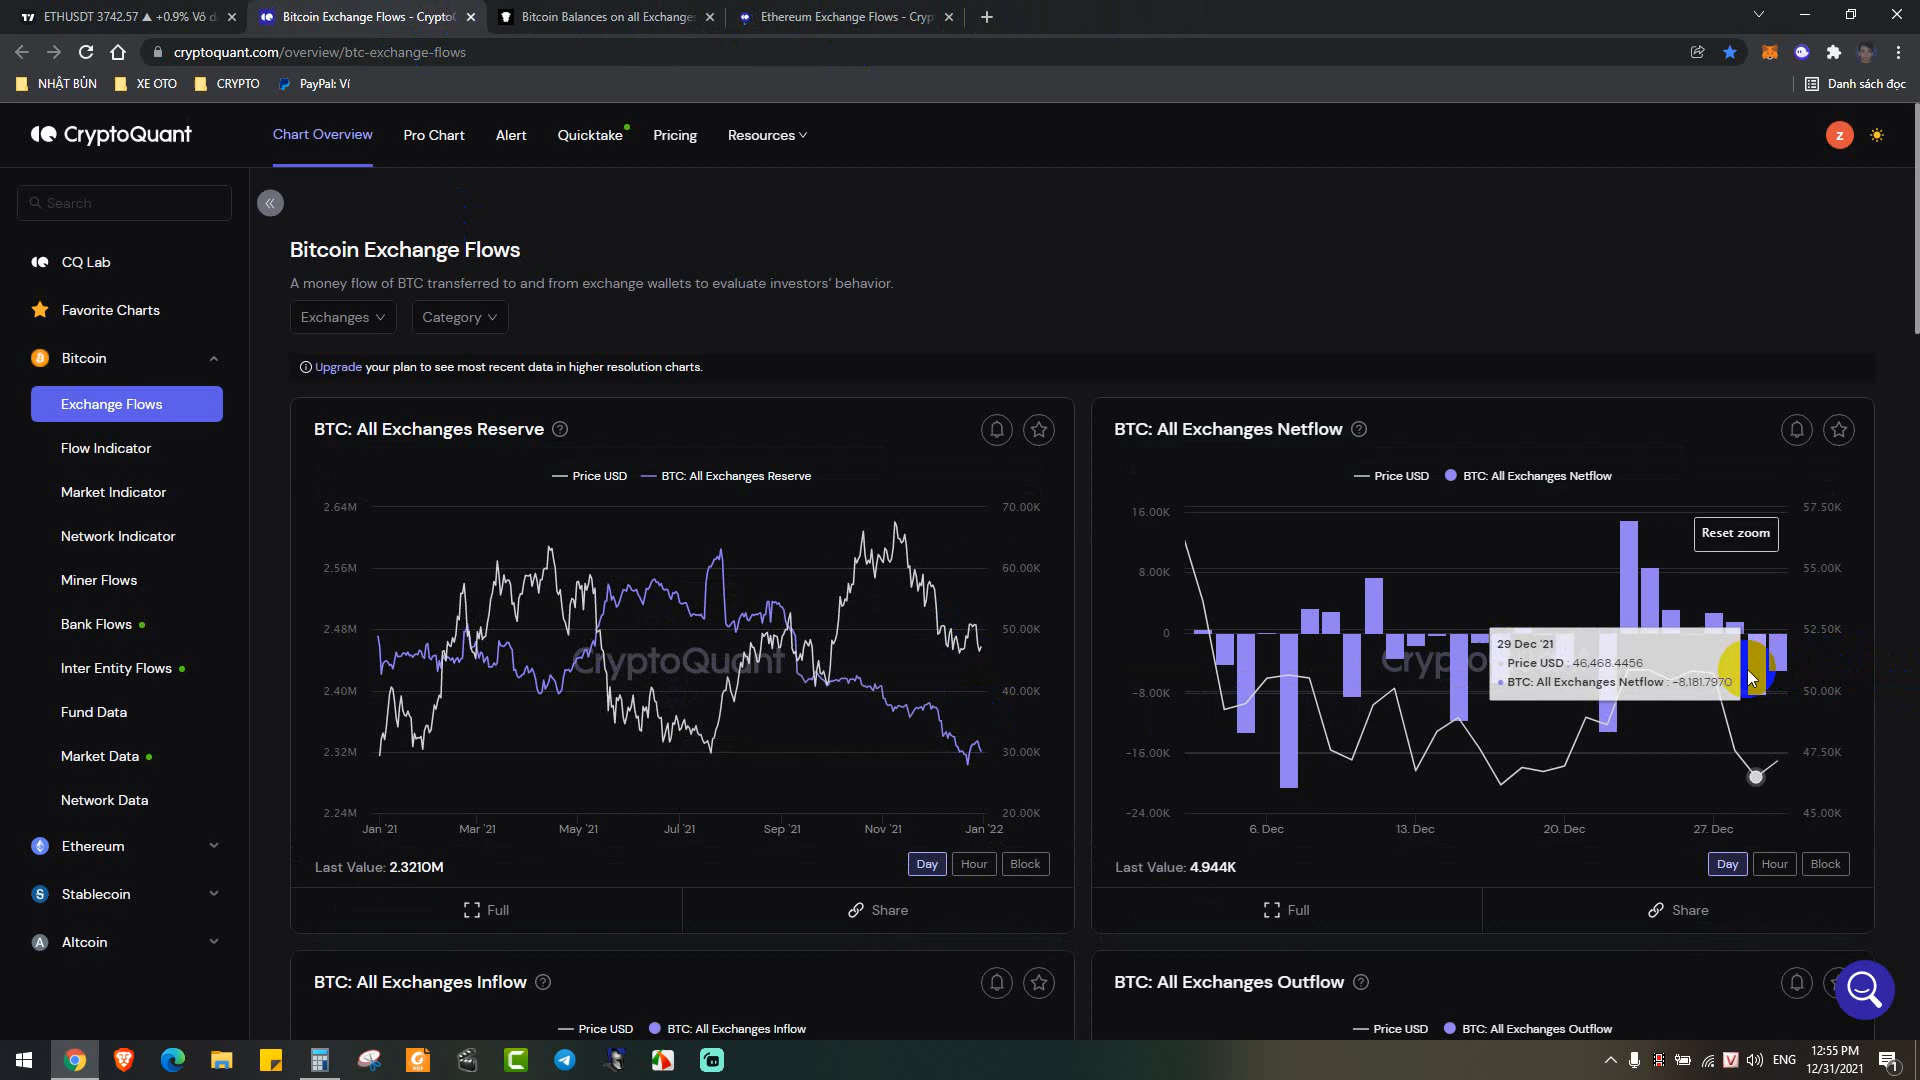 ETHUSDT 3742.57 ▲ +0.9% Vô d
Bitcoin Exchange Flows - Crypto
Bitcoin Balances on all Exchanges
Ethereum Exchange Flows - Cryp
cryptoquant.com/overview/btc-exchange-flows
NHẬT BỦN
XE OTO
CRYPTO
PayPal: Ví
Danh sách đọc
CryptoQuant
Chart Overview
Pro Chart
Alert
Quicktake
Pricing
Resources
Z
Search
CQ Lab
Favorite Charts
Bitcoin
Exchange Flows
Flow Indicator
Market Indicator
Network Indicator
Miner Flows
Bank Flows
Inter Entity Flows
Fund Data
Market Data
Network Data
Ethereum
Stablecoin
Altcoin
Bitcoin Exchange Flows
A money flow of BTC transferred to and from exchange wallets to evaluate investors' behavior.
Exchanges
Category
Upgrade your plan to see most recent data in higher resolution charts.
BTC: All Exchanges Reserve
Price USD
BTC: All Exchanges Reserve
2.64M
2.56M
2.48M
2.40M
2.32M
2.24M
70.00K
60.00K
50.00K
40.00K
30.00K
20.00K
CryptoQuant
Jan '21
Mar '21
May '21
Jul '21
Sep '21
Nov '21
Jan '22
Last Value: 2.3210M
Day
Hour
Block
Full
Share
BTC: All Exchanges Netflow
Price USD
BTC: All Exchanges Netflow
16.00K
8.00K
0
-8.00K
-16.00K
-24.00K
57.50K
55.00K
52.50K
50.00K
47.50K
45.00K
Reset zoom
Crypto
29 Dec '21
Price USD : 46,468.4456
BTC: All Exchanges Netflow : -8,181.7970
6. Dec
13. Dec
20. Dec
27. Dec
Last Value: 4.944K
Day
Hour
Block
Full
Share
BTC: All Exchanges Inflow
Price USD
BTC: All Exchanges Inflow
BTC: All Exchanges Outflow
Price USD
BTC: All Exchanges Outflow
ENG
12:55 PM
12/31/2021
1